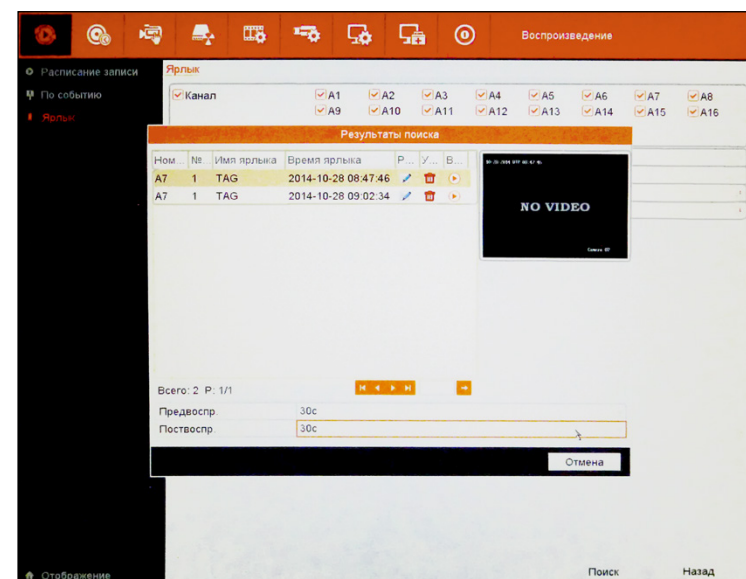 Воспроизведение
Расписание записи
По событию
Ярлык
Ярлык
Канал A1 A2 A3 A4 A5 A6 A7 A8
A9 A10 A11 A12 A13 A14 A15 A16
Результаты поиска
Ном... № Имя ярлыка Время ярлыка Р... У... В...
A7 1 TAG 2014-10-28 08:47:46
A7 1 TAG 2014-10-28 09:02:34
NO VIDEO
Camera 07
Всего: 2 P: 1/1
Предвоспр. 30с
Поствоспр. 30с
Отмена
Отображение
Поиск Назад